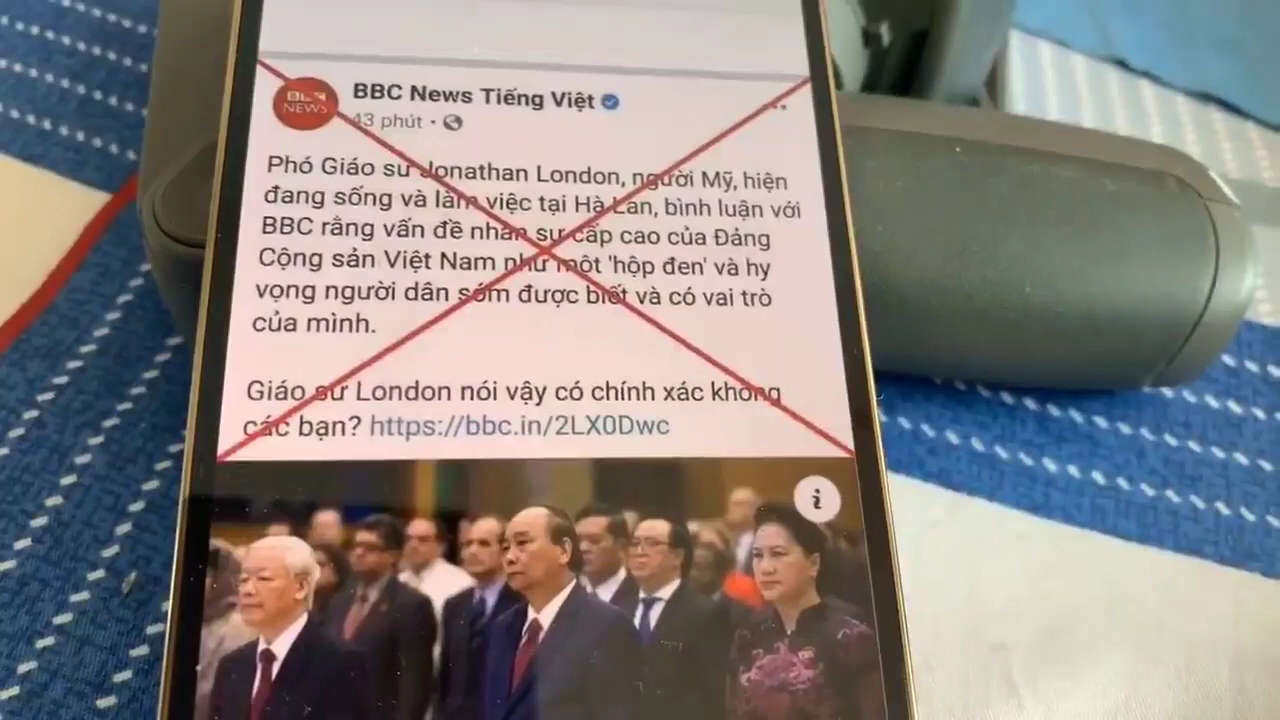 BBC
NEWS
BBC News Tiếng Việt
43 phút
Phó Giáo sư Jonathan London, người Mỹ, hiện
đang sống và làm việc tại Hà Lan, bình luận với
BBC rằng vấn đề nhân sự cấp cao của Đảng
Cộng sản Việt Nam như một 'hộp đen' và hy
vọng người dân sớm được biết và có vai trò
của mình.
Giáo sư London nói vậy có chính xác không
các bạn? https://bbc.in/2LX0Dwc
i